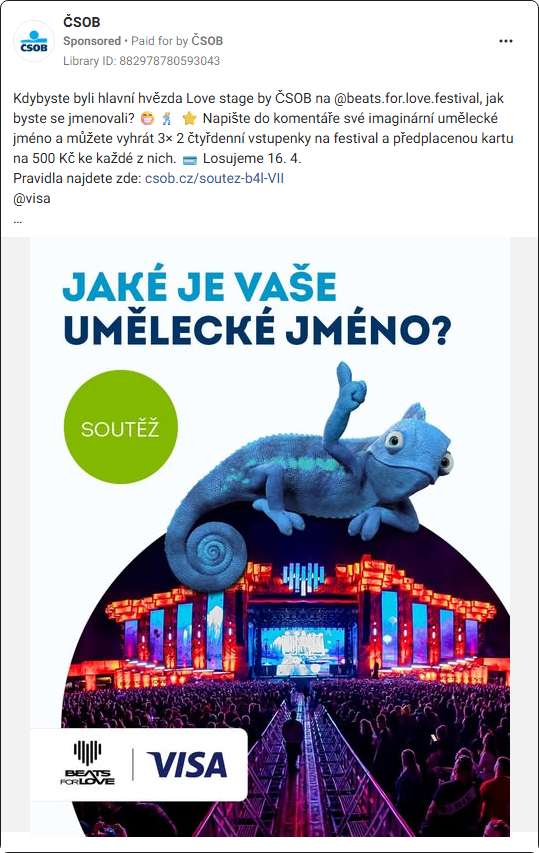 ČSOB
Sponsored • Paid for by ČSOB
Library ID: 882978780593043
ČSOB
Kdybyste byli hlavní hvězda Love stage by ČSOB na @beats.for.love.festival, jak
byste se jmenovali? Napište do komentáře své imaginární umělecké
jméno a můžete vyhrát 3× 2 čtyřdenní vstupenky na festival a předplacenou kartu
na 500 Kč ke každé z nich. Losujeme 16. 4.
Pravidla najdete zde: csob.cz/soutez-b4l-VII
@visa
...
JAKÉ JE VAŠE
UMĚLECKÉ JMÉNO?
SOUTĚŽ
BEATS
FOR LOVE
VISA